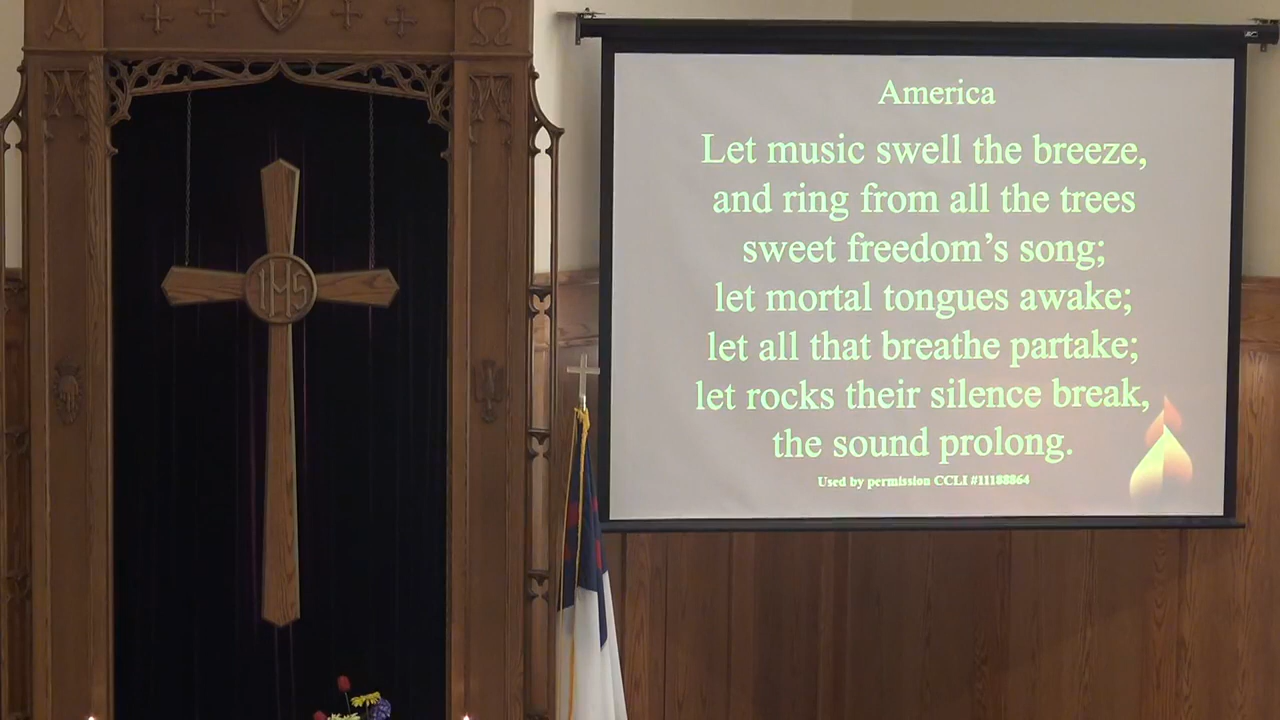 America
Let music swell the breeze,
and ring from all the trees
sweet freedom’s song;
let mortal tongues awake;
let all that breathe partake;
let rocks their silence break,
the sound prolong.
Used by permission CCLI #11188864
IHS